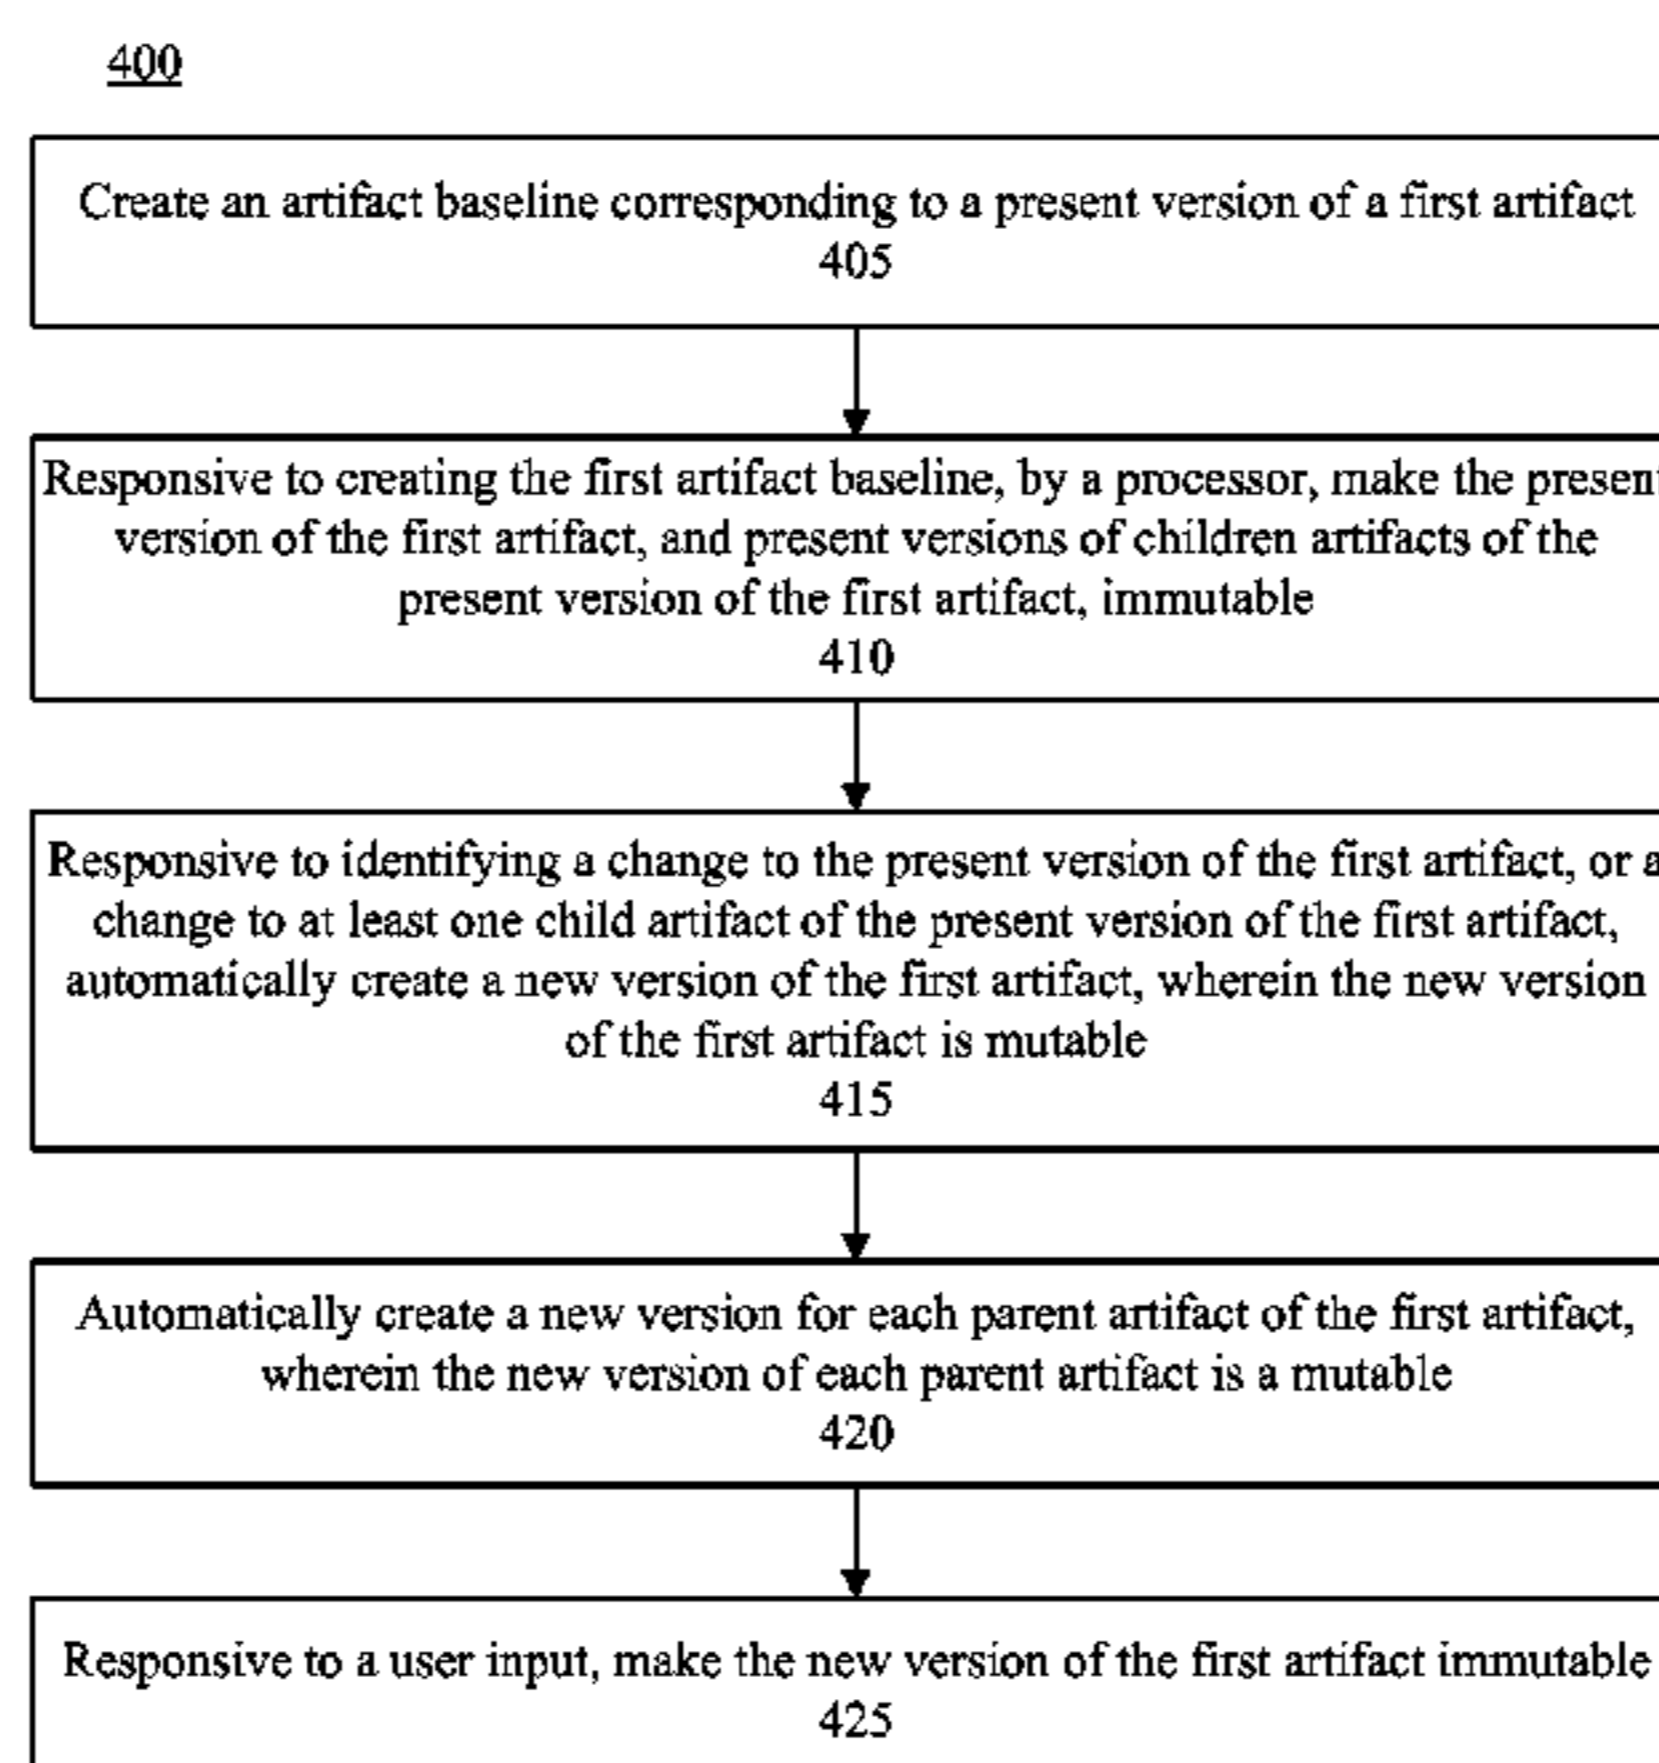 400
Create an artifact baseline corresponding to a present version of a first artifact
405
Responsive to creating the first artifact baseline, by a processor, make the present
version of the first artifact, and present versions of children artifacts of the
present version of the first artifact, immutable
410
Responsive to identifying a change to the present version of the first artifact, or a
change to at least one child artifact of the present version of the first artifact,
automatically create a new version of the first artifact, wherein the new version
of the first artifact is mutable
415
Automatically create a new version for each parent artifact of the first artifact,
wherein the new version of each parent artifact is a mutable
420
Responsive to a user input, make the new version of the first artifact immutable
425